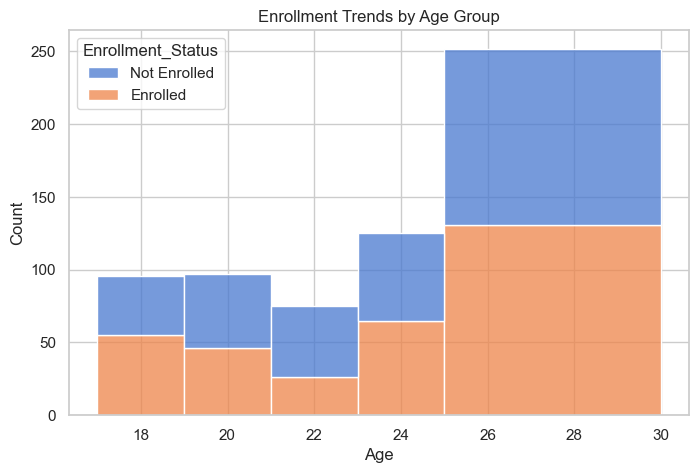 Enrollment Trends by Age Group
Enrollment_Status
Not Enrolled
Enrolled
Count
250
200
150
100
50
0
18 20 22 24 26 28 30
Age